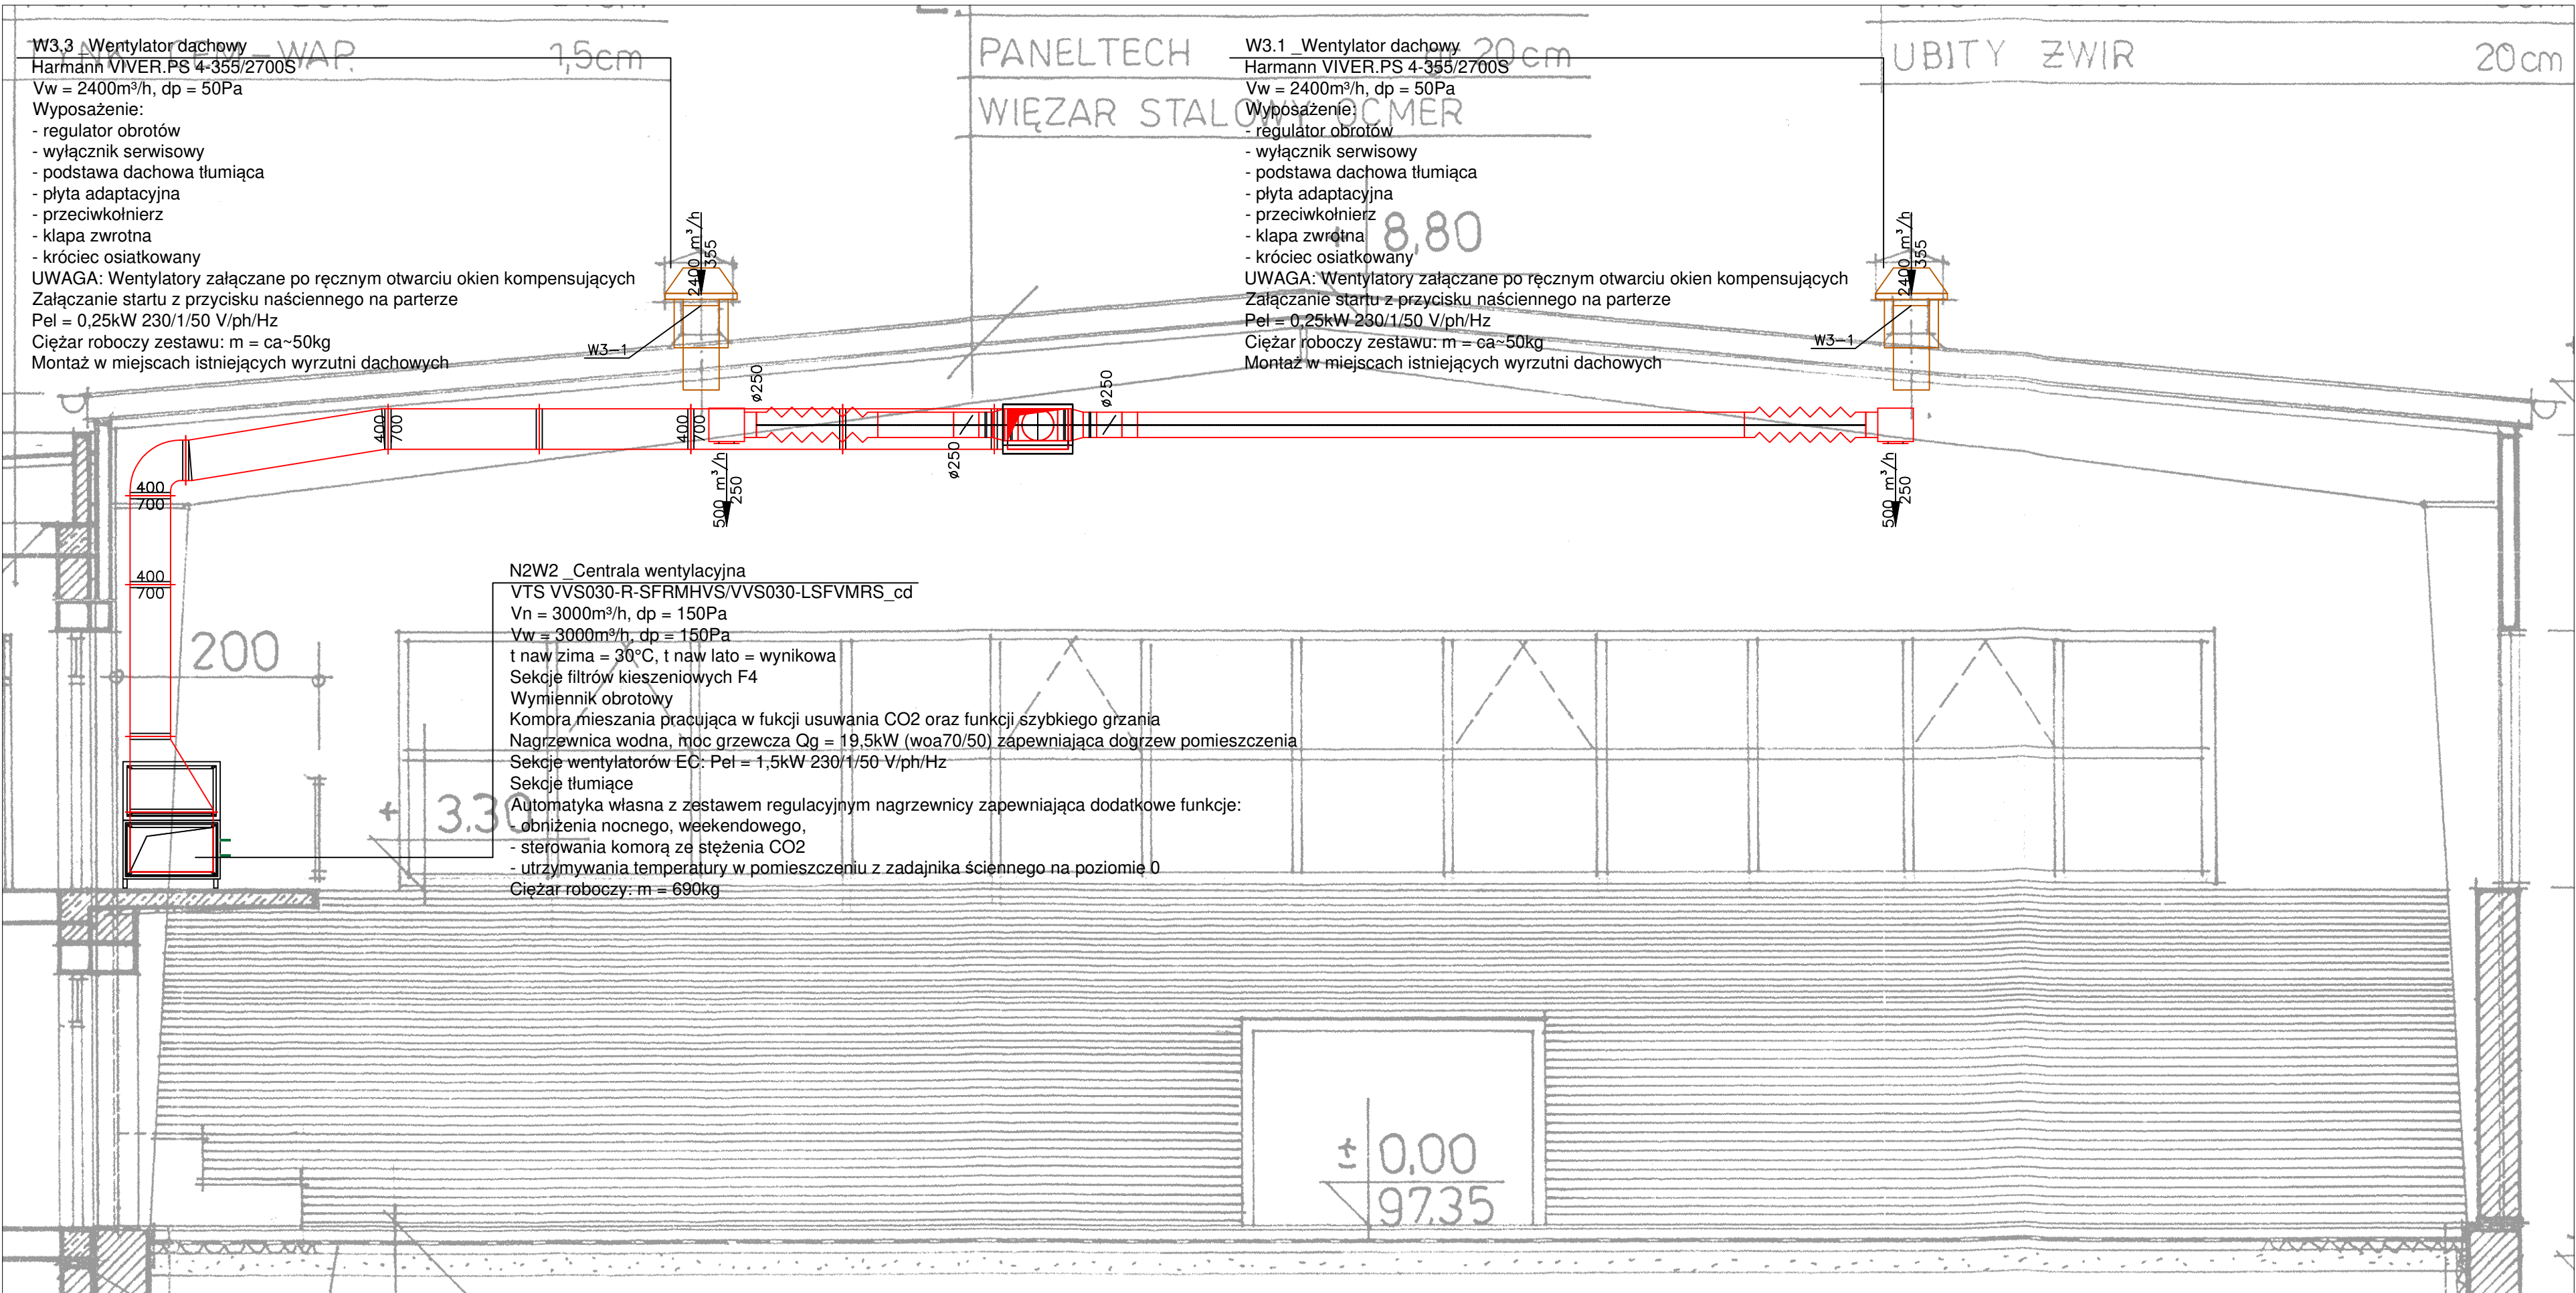 TYNK CEM-WAP. 1,5cm
PANELTECH gr 20cm
WIĘZAR STALOWY OCMER
UBITY ZWIR 20cm
W3.3 _Wentylator dachowy
Harmann VIVER.PS 4-355/2700S
Vw = 2400m³/h, dp = 50Pa
Wyposażenie:
- regulator obrotów
- wyłącznik serwisowy
- podstawa dachowa tłumiąca
- płyta adaptacyjna
- przeciwkołnierz
- klapa zwrotna
- króciec osiatkowany
UWAGA: Wentylatory załączane po ręcznym otwarciu okien kompensujących
Załączanie startu z przycisku naściennego na parterze
Pel = 0,25kW 230/1/50 V/ph/Hz
Ciężar roboczy zestawu: m = ca~50kg
Montaż w miejscach istniejących wyrzutni dachowych
W3.1 _Wentylator dachowy
Harmann VIVER.PS 4-355/2700S
Vw = 2400m³/h, dp = 50Pa
Wyposażenie:
- regulator obrotów
- wyłącznik serwisowy
- podstawa dachowa tłumiąca
- płyta adaptacyjna
- przeciwkołnierz
- klapa zwrotna
- króciec osiatkowany
UWAGA: Wentylatory załączane po ręcznym otwarciu okien kompensujących
Załączanie startu z przycisku naściennego na parterze
Pel = 0,25kW 230/1/50 V/ph/Hz
Ciężar roboczy zestawu: m = ca~50kg
Montaż w miejscach istniejących wyrzutni dachowych
+ 8,80
2400 m³/h
355
2400 m³/h
355
W3-1
W3-1
ø250
ø250
ø250
400
700
400
700
400
700
400
700
500 m³/h
250
500 m³/h
250
N2W2 _Centrala wentylacyjna
VTS VVS030-R-SFRMHVS/VVS030-LSFVMRS_cd
Vn = 3000m³/h, dp = 150Pa
Vw = 3000m³/h, dp = 150Pa
t naw zima = 30°C, t naw lato = wynikowa
Sekcje filtrów kieszeniowych F4
Wymiennik obrotowy
Komora mieszania pracująca w fukcji usuwania CO2 oraz funkcji szybkiego grzania
Nagrzewnica wodna, moc grzewcza Qg = 19,5kW (woa70/50) zapewniająca dogrzew pomieszczenia
Sekcje wentylatorów EC: Pel = 1,5kW 230/1/50 V/ph/Hz
Sekcje tłumiące
Automatyka własna z zestawem regulacyjnym nagrzewnicy zapewniająca dodatkowe funkcje:
- obniżenia nocnego, weekendowego,
- sterowania komorą ze stężenia CO2
- utrzymywania temperatury w pomieszczeniu z zadajnika ściennego na poziomie 0
Ciężar roboczy: m = 690kg
200
+ 3.30
± 0,00
97,35